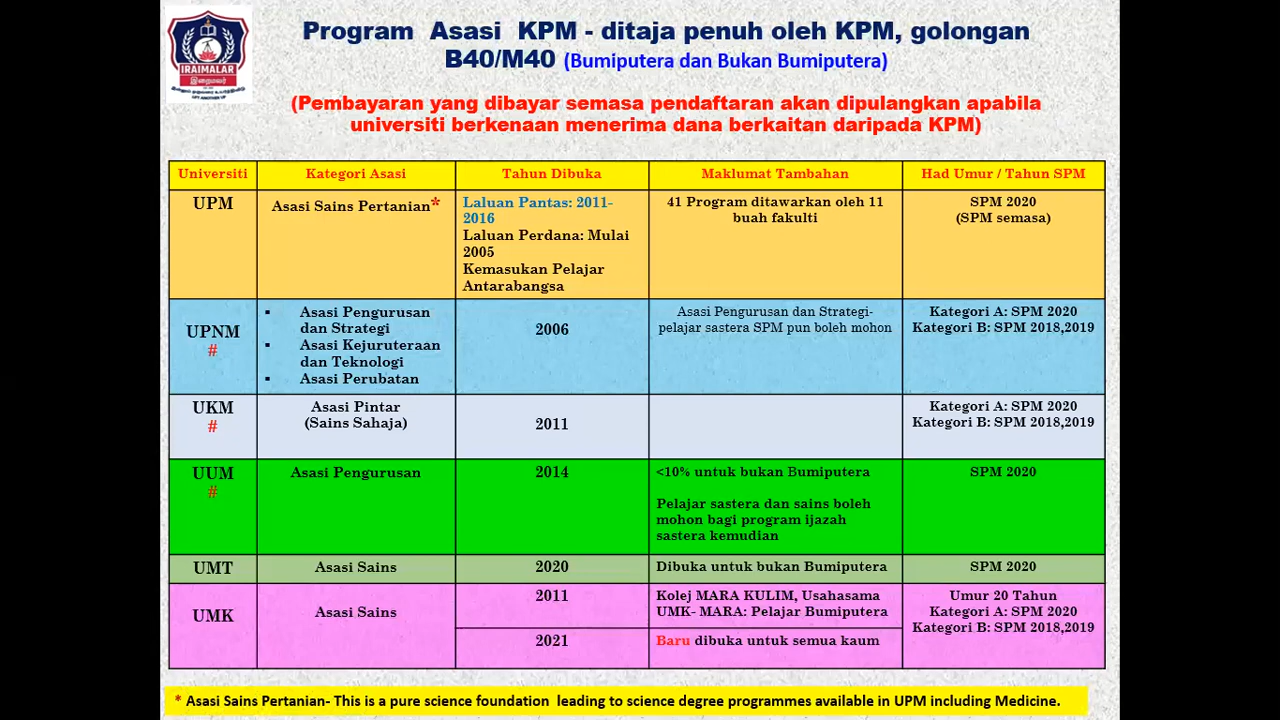 Program Asasi KPM - ditaja penuh oleh KPM, golongan
B40/M40 (Bumiputera dan Bukan Bumiputera)
(Pembayaran yang dibayar semasa pendaftaran akan dipulangkan apabila
universiti berkenaan menerima dana berkaitan daripada KPM)
IRAIMALAR
இறைமலர்
LIFT ANOTHER UP
Universiti
Kategori Asasi
Tahun Dibuka
Maklumat Tambahan
Had Umur / Tahun SPM
UPM
Asasi Sains Pertanian*
Laluan Pantas: 2011-
2016
Laluan Perdana: Mulai
2005
Kemasukan Pelajar
Antarabangsa
41 Program ditawarkan oleh 11
buah fakulti
SPM 2020
(SPM semasa)
UPNM
#
▪ Asasi Pengurusan
dan Strategi
▪ Asasi Kejuruteraan
dan Teknologi
▪ Asasi Perubatan
2006
Asasi Pengurusan dan Strategi-
pelajar sastera SPM pun boleh mohon
Kategori A: SPM 2020
Kategori B: SPM 2018,2019
UKM
#
Asasi Pintar
(Sains Sahaja)
2011
Kategori A: SPM 2020
Kategori B: SPM 2018,2019
UUM
#
Asasi Pengurusan
2014
<10% untuk bukan Bumiputera
Pelajar sastera dan sains boleh
mohon bagi program ijazah
sastera kemudian
SPM 2020
UMT
Asasi Sains
2020
Dibuka untuk bukan Bumiputera
SPM 2020
UMK
Asasi Sains
2011
Kolej MARA KULIM, Usahasama
UMK- MARA: Pelajar Bumiputera
2021
Baru dibuka untuk semua kaum
Umur 20 Tahun
Kategori A: SPM 2020
Kategori B: SPM 2018,2019
* Asasi Sains Pertanian- This is a pure science foundation leading to science degree programmes available in UPM including Medicine.